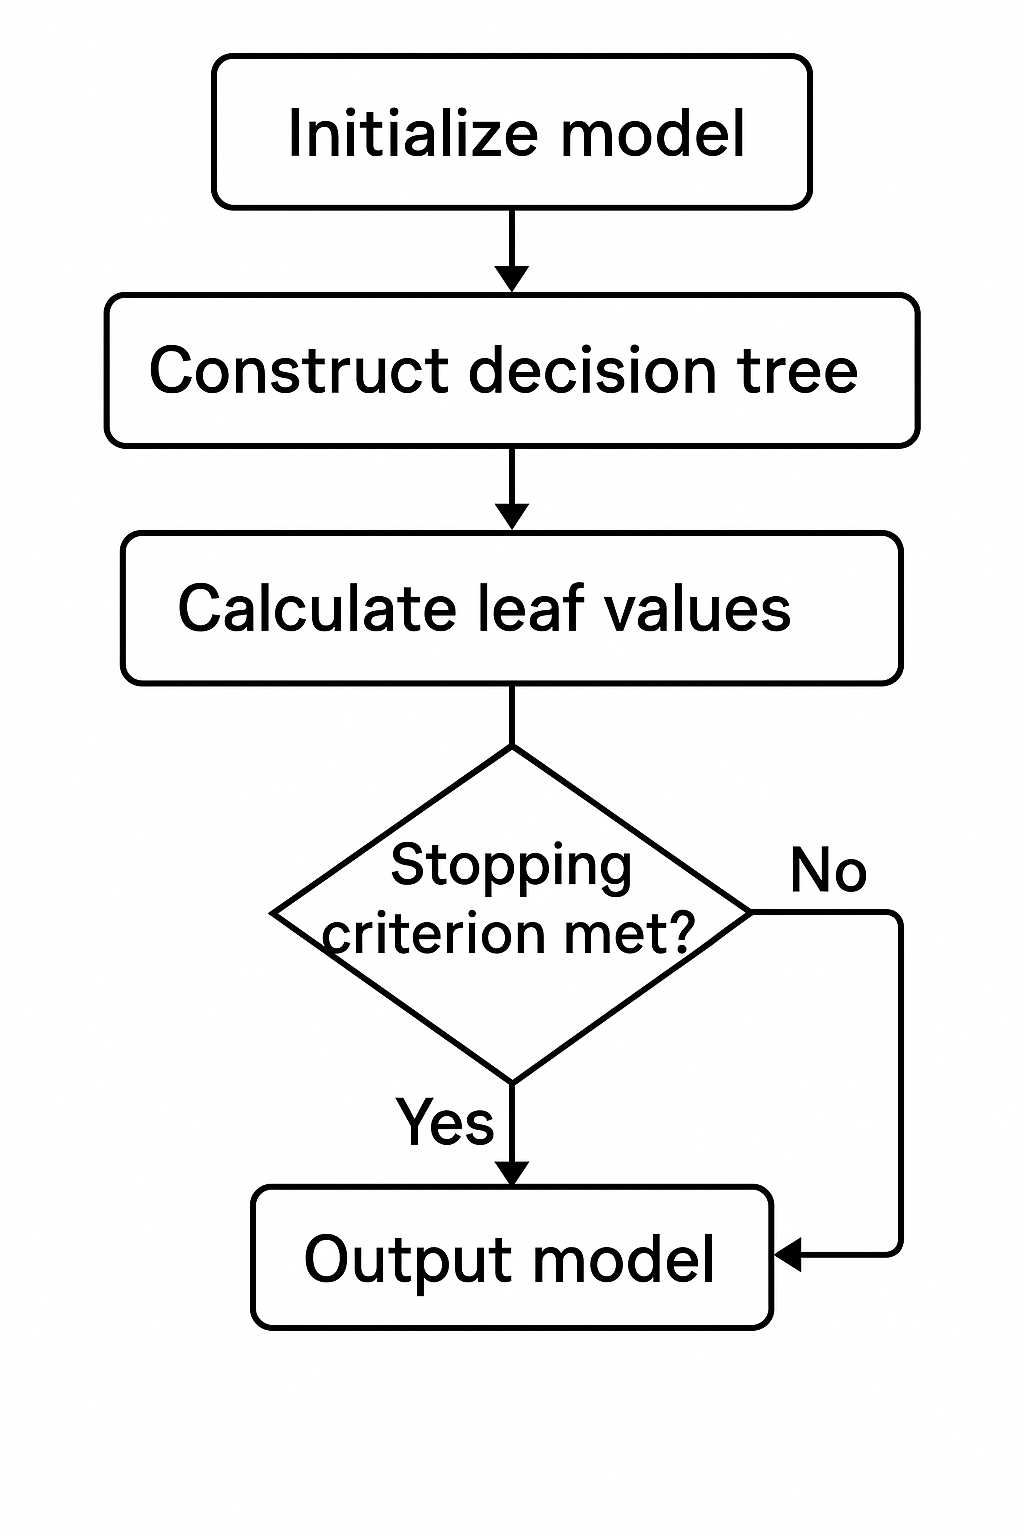 Initialize model
Construct decision tree
Calculate leaf values
Stopping
criterion met?
No
Yes
Output model